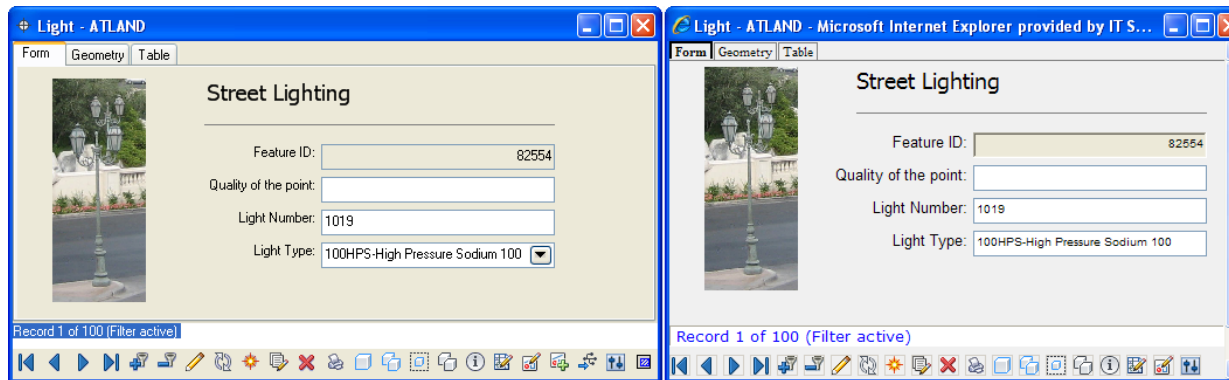 Light - ATLAND
Form Geometry Table
Street Lighting
Feature ID: 82554
Quality of the point:
Light Number: 1019
Light Type: 100HPS-High Pressure Sodium 100
Record 1 of 100 (Filter active)
Light - ATLAND - Microsoft Internet Explorer provided by IT S...
Form Geometry Table
Street Lighting
Feature ID: 82554
Quality of the point:
Light Number: 1019
Light Type: 100HPS-High Pressure Sodium 100
Record 1 of 100 (Filter active)